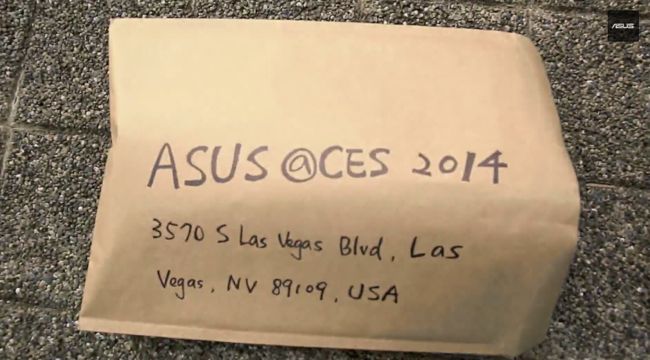 ASUS
ASUS @CES 2014
3570 S Las Vegas Blvd, Las
Vegas, NV 89109, USA